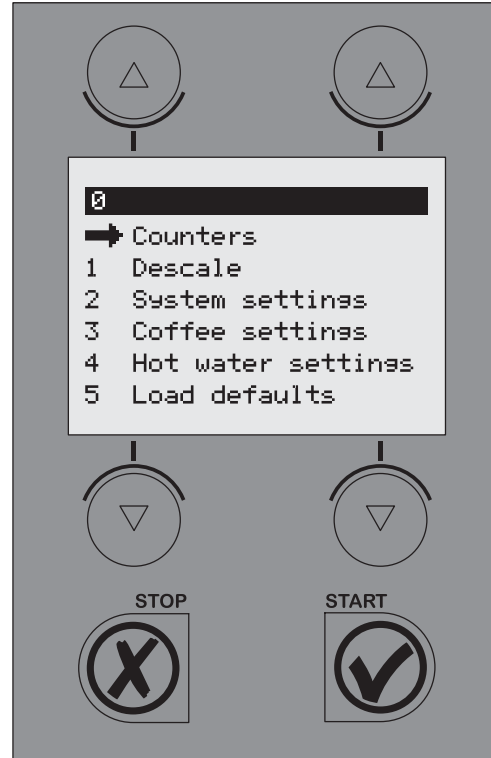 0
Counters
1 Descale
2 System settings
3 Coffee settings
4 Hot water settings
5 Load defaults
STOP START